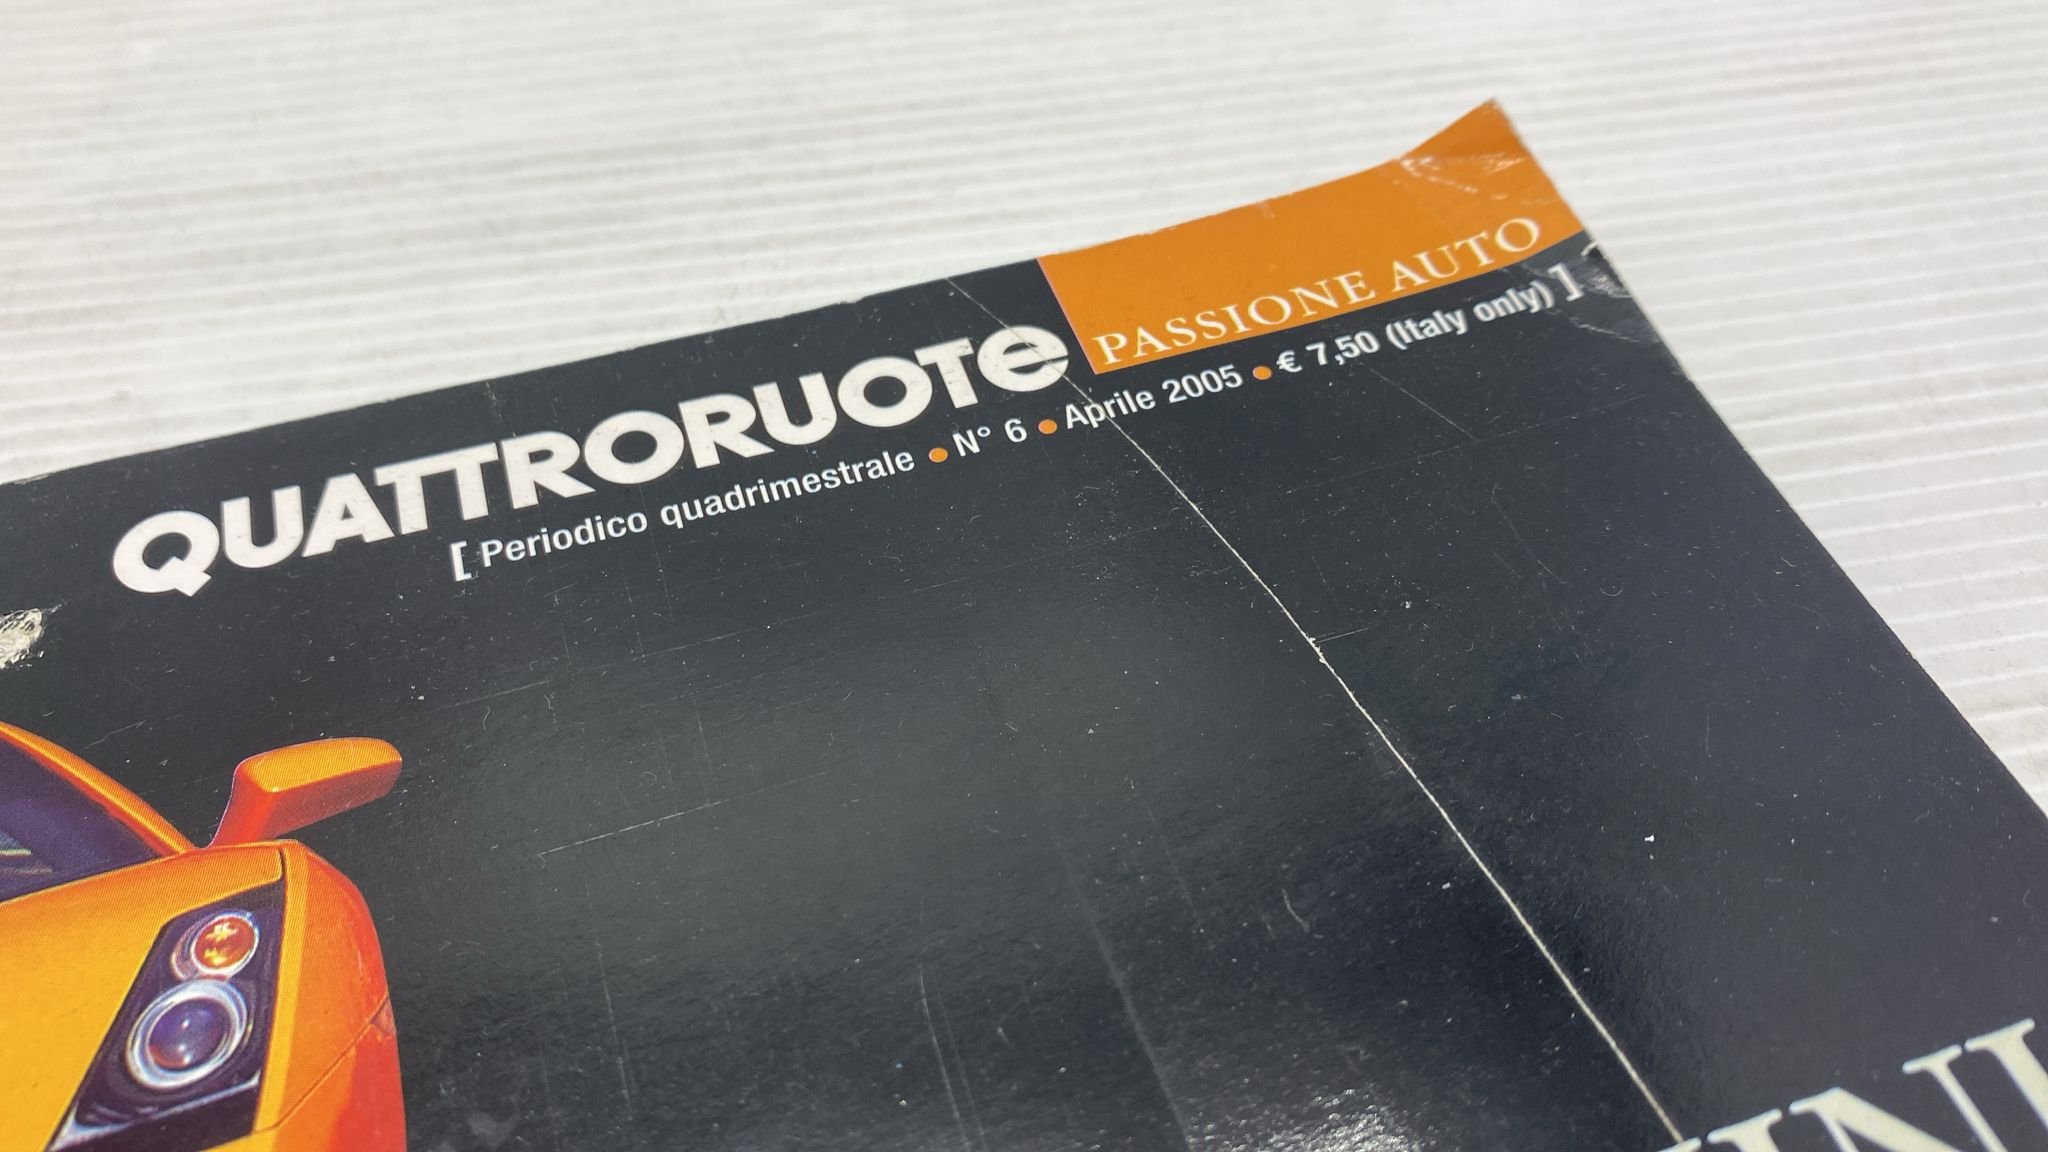 QUATTRORUOTE PASSIONE AUTO
[ Periodico quadrimestrale • N° 6 • Aprile 2005 • € 7,50 (Italy only) ]